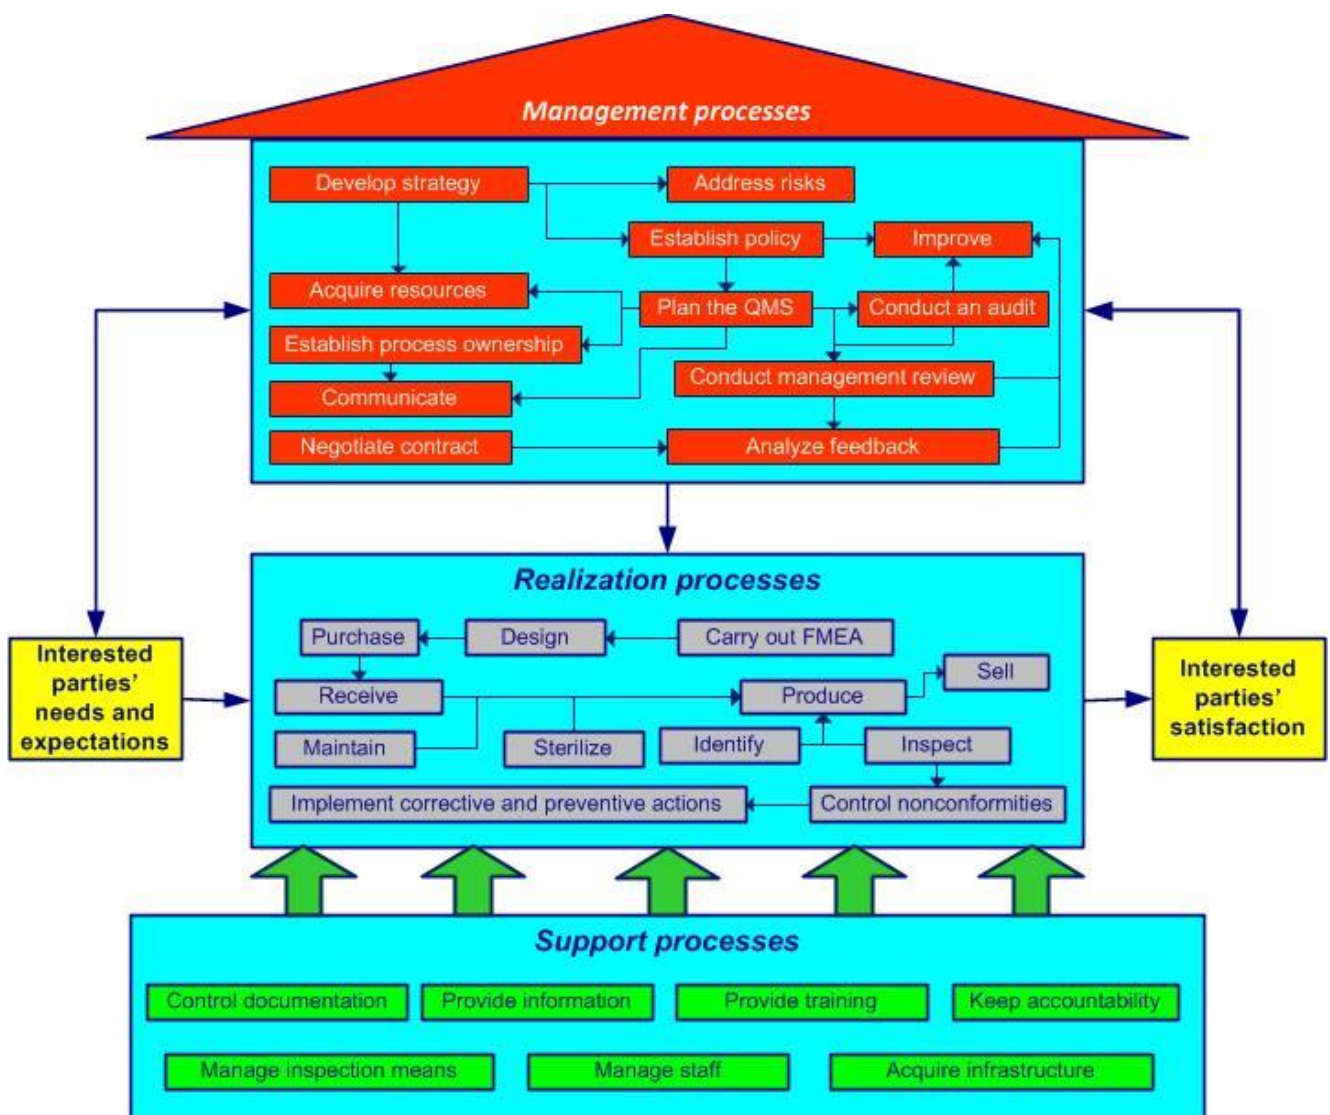 Management processes
Develop strategy
Address risks
Establish policy
Improve
Acquire resources
Plan the QMS
Conduct an audit
Establish process ownership
Conduct management review
Communicate
Negotiate contract
Analyze feedback
Realization processes
Purchase
Design
Carry out FMEA
Sell
Receive
Produce
Maintain
Sterilize
Identify
Inspect
Implement corrective and preventive actions
Control nonconformities
Interested
parties’
needs and
expectations
Interested
parties’
satisfaction
Support processes
Control documentation
Provide information
Provide training
Keep accountability
Manage inspection means
Manage staff
Acquire infrastructure